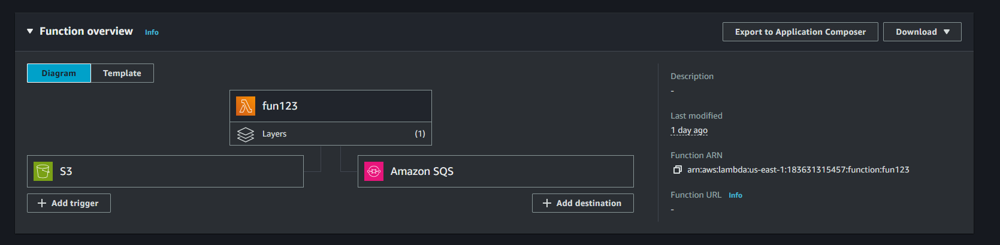 Function overview Info
Export to Application Composer
Download
Diagram
Template
fun123
Layers (1)
S3
Amazon SQS
+ Add trigger
+ Add destination
Description
-
Last modified
1 day ago
Function ARN
arn:aws:lambda:us-east-1:183631315457:function:fun123
Function URL Info
-